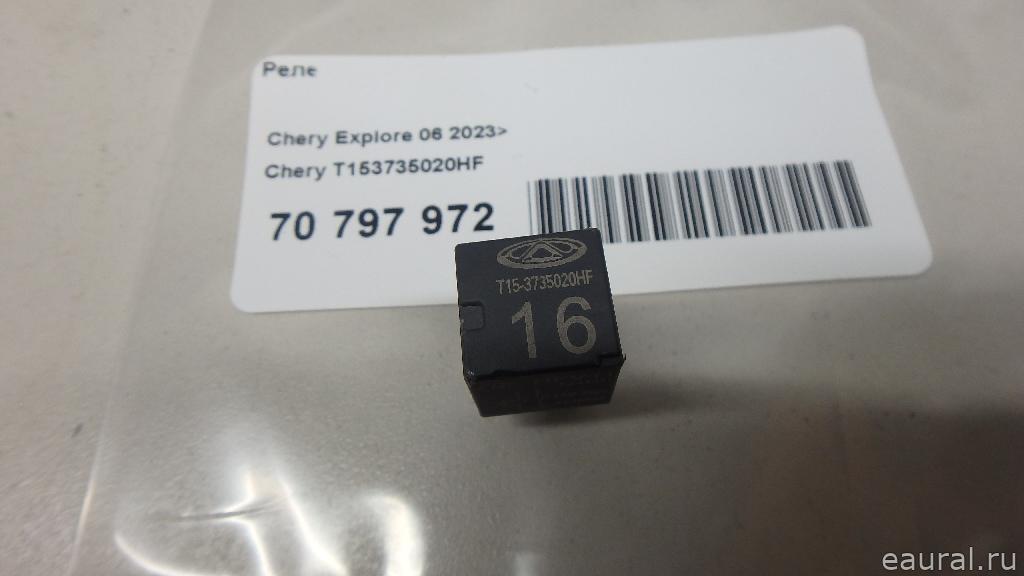 Реле
Chery Explore 06 2023>
Chery T153735020HF
70 797 972
T15-3735020HF
16
eaural.ru